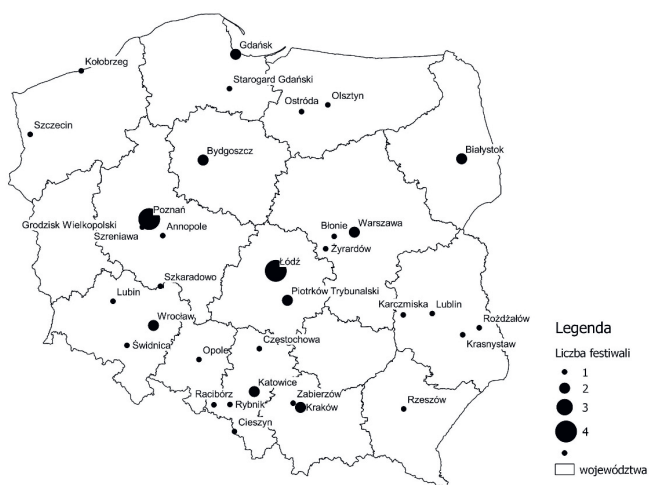 Gdańsk
Kołobrzeg
Starogard Gdański
Olsztyn
Ostróda
Szczecin
Bydgoszcz
Białystok
Poznań
Grodzisk Wielkopolski
Annopole
Szreniawa
Błonie
Warszawa
Żyrardów
Łódź
Szkaradowo
Piotrków Trybunalski
Lubin
Karczmiska
Lublin
Wrocław
Rożdżałów
Krasnystaw
Świdnica
Częstochowa
Opole
Katowice
Racibórz
Rybnik
Zabierzów
Kraków
Rzeszów
Cieszyn
Legenda
Liczba festiwali
1
2
3
4
województwa